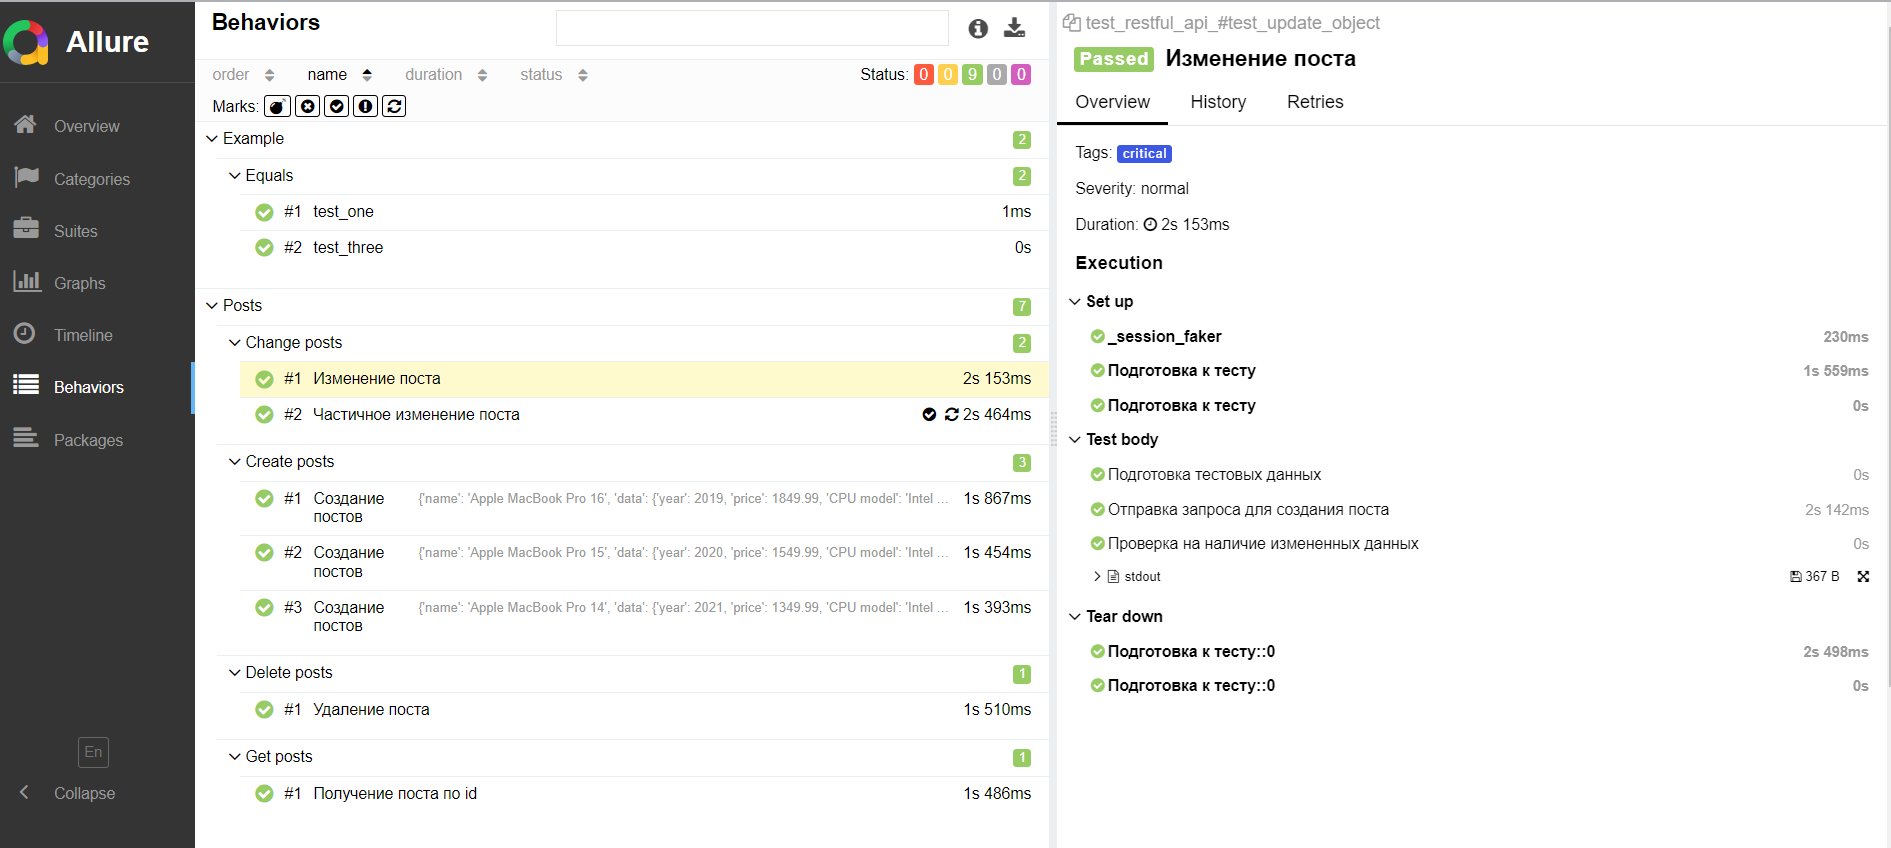 Allure
Overview
Categories
Suites
Graphs
Timeline
Behaviors
Packages
En
Collapse
Behaviors
order name duration status Status: 0 0 9 0 0
Marks:
Example 2
Equals 2
#1 test_one 1ms
#2 test_three 0s
Posts 7
Change posts 2
#1 Изменение поста 2s 153ms
#2 Частичное изменение поста 2s 464ms
Create posts 3
#1 Создание постов {'name': 'Apple MacBook Pro 16', 'data': {'year': 2019, 'price': 1849.99, 'CPU model': 'Intel ... 1s 867ms
#2 Создание постов {'name': 'Apple MacBook Pro 15', 'data': {'year': 2020, 'price': 1549.99, 'CPU model': 'Intel ... 1s 454ms
#3 Создание постов {'name': 'Apple MacBook Pro 14', 'data': {'year': 2021, 'price': 1349.99, 'CPU model': 'Intel ... 1s 393ms
Delete posts 1
#1 Удаление поста 1s 510ms
Get posts 1
#1 Получение поста по id 1s 486ms
test_restful_api_#test_update_object
Passed Изменение поста
Overview History Retries
Tags: critical
Severity: normal
Duration: 2s 153ms
Execution
Set up
_session_faker 230ms
Подготовка к тесту 1s 559ms
Подготовка к тесту 0s
Test body
Подготовка тестовых данных 0s
Отправка запроса для создания поста 2s 142ms
Проверка на наличие измененных данных 0s
stdout 367 B
Tear down
Подготовка к тесту::0 2s 498ms
Подготовка к тесту::0 0s